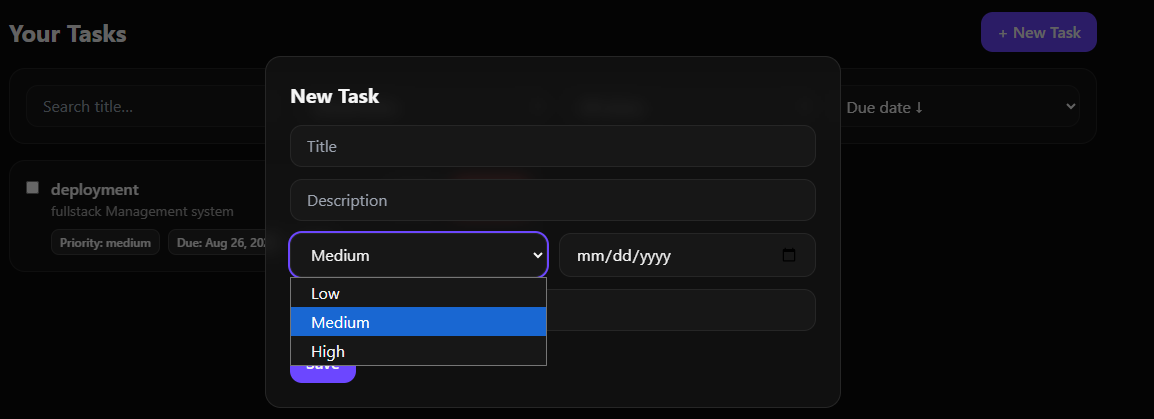 Your Tasks
+ New Task
Search title...
Due date ↓
deployment
fullstack Management system
Priority: medium
Due: Aug 26, 20
New Task
Title
Description
Medium
mm/dd/yyyy
Low
Medium
High
Save